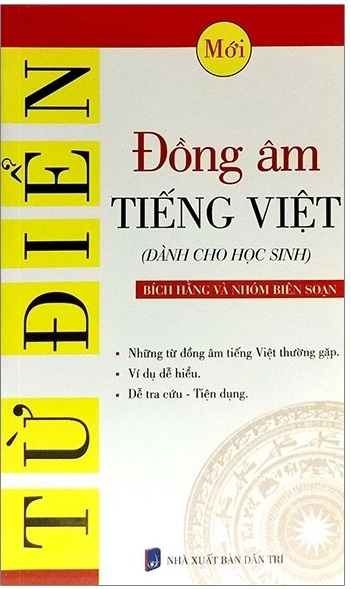 TỪ ĐIỂN
Mới
Đồng âm
TIẾNG VIỆT
(DÀNH CHO HỌC SINH)
BÍCH HẰNG VÀ NHÓM BIÊN SOẠN
• Những từ đồng âm tiếng Việt thường gặp.
• Ví dụ dễ hiểu.
• Dễ tra cứu - Tiện dụng.
NHÀ XUẤT BẢN DÂN TRÍ